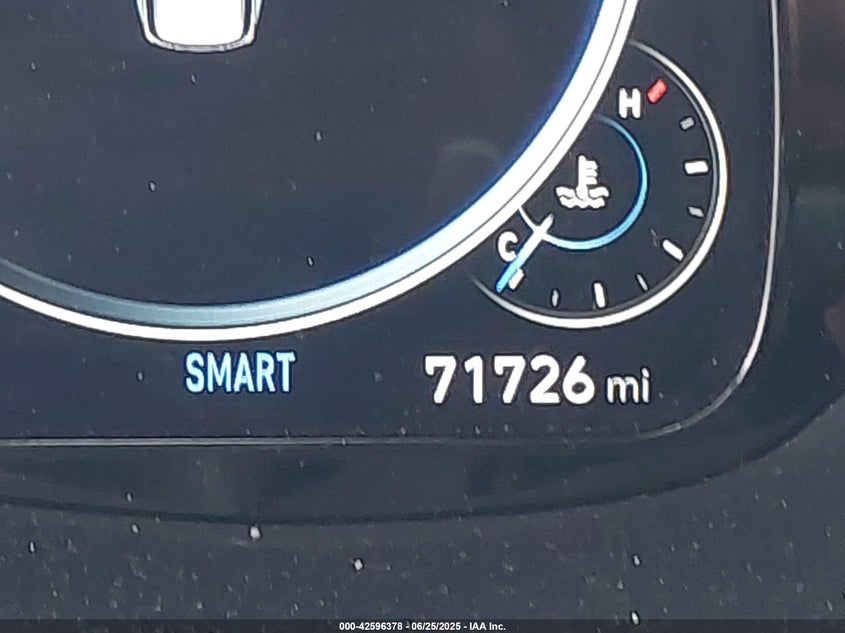 H
C
SMART 71726 mi
000-42596378 - 06/25/2025 - IAA Inc.